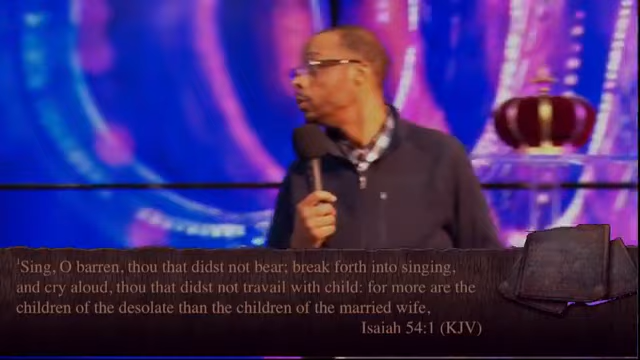 'Sing, O barren, thou that didst not bear; break forth into singing,
and cry aloud, thou that didst not travail with child: for more are the
children of the desolate than the children of the married wife,
Isaiah 54:1 (KJV)